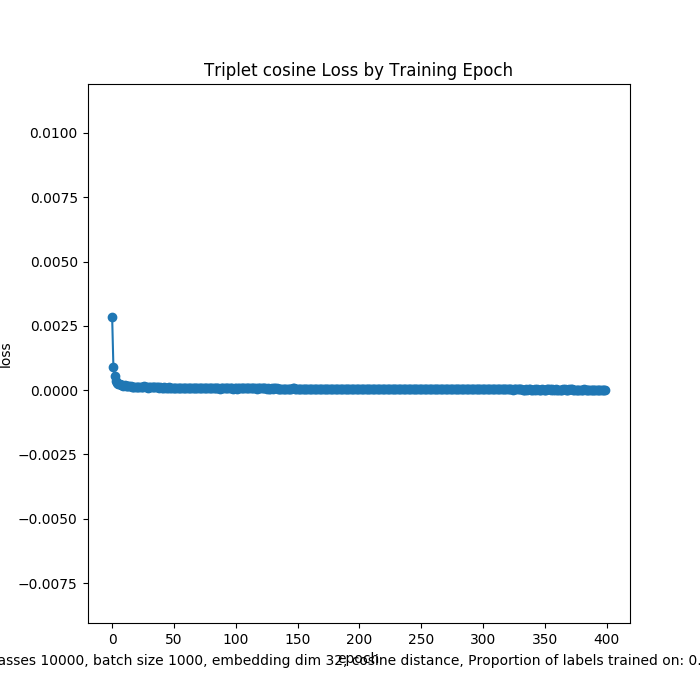 Triplet cosine Loss by Training Epoch
0.0100
0.0075
0.0050
0.0025
0.0000
−0.0025
−0.0050
−0.0075
loss
0 50 100 150 200 250 300 350 400
epoch
asses 10000, batch size 1000, embedding dim 32, cosine distance, Proportion of labels trained on: 0.